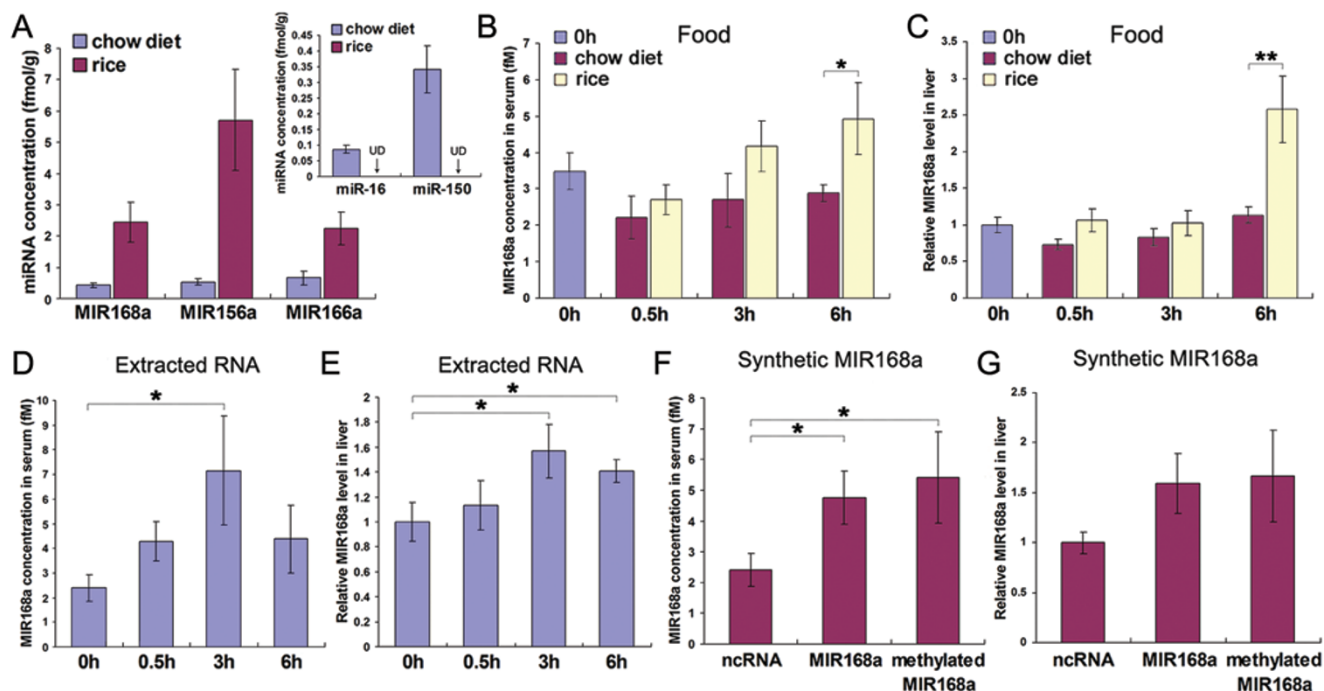 A
chow diet
rice
miRNA concentration (fmol/g)
8
7
6
5
4
3
2
1
0
MIR168a MIR156a MIR166a
chow diet
rice
miRNA concentration (fmol/g)
0.45
0.4
0.35
0.3
0.25
0.2
0.15
0.1
0.05
0
UD UD
miR-16 miR-150
B
Food
0h
chow diet
rice
*
MIR168a concentration in serum (fM)
7
6
5
4
3
2
1
0
0h 0.5h 3h 6h
C
Food
0h
chow diet
rice
**
Relative MIR168a level in liver
3.5
3
2.5
2
1.5
1
0.5
0
0h 0.5h 3h 6h
D
Extracted RNA
*
MIR168a concentration in serum (fM)
10
9
8
7
6
5
4
3
2
1
0
0h 0.5h 3h 6h
E
Extracted RNA
*
*
Relative MIR168a level in liver
2
1.8
1.6
1.4
1.2
1
0.8
0.6
0.4
0.2
0
0h 0.5h 3h 6h
F
Synthetic MIR168a
*
*
MIR168a concentration in serum (fM)
8
7
6
5
4
3
2
1
0
ncRNA MIR168a methylated
MIR168a
G
Synthetic MIR168a
Relative MIR168a level in liver
2.5
2
1.5
1
0.5
0
ncRNA MIR168a methylated
MIR168a